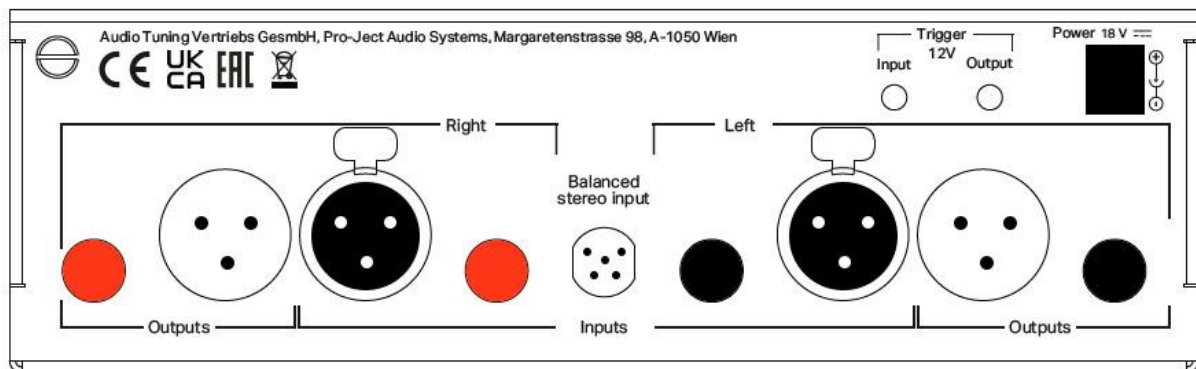 Audio Tuning Vertriebs GesmbH, Pro-Ject Audio Systems, Margaretenstrasse 98, A-1050 Wien
CE UK CA EAC
Trigger
12V
Input Output
Power 18 V
Right
Left
Balanced
stereo input
Outputs
Inputs
Outputs